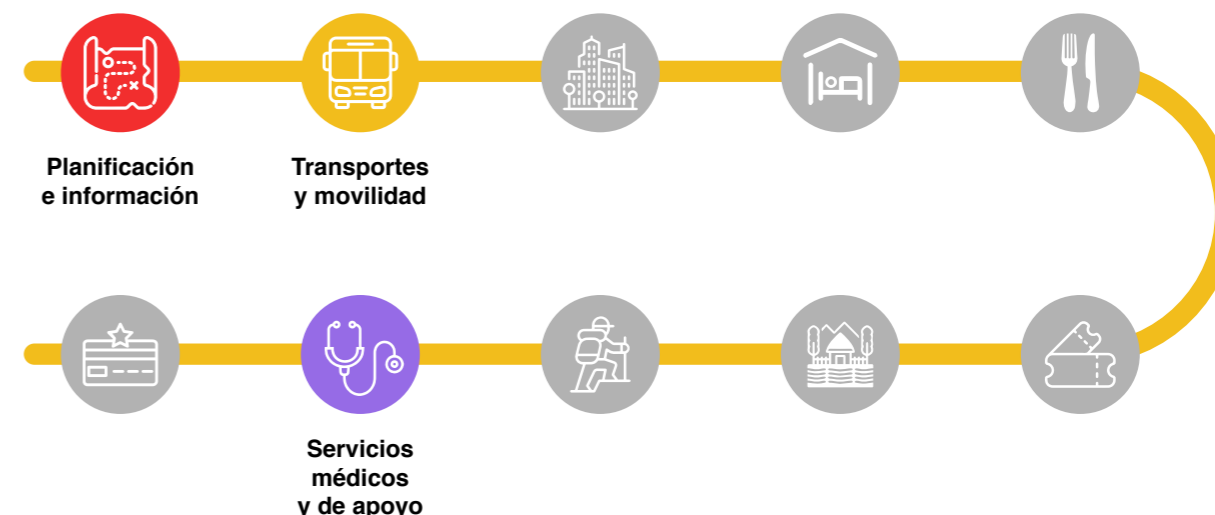 Planificación
e información
Transportes
y movilidad
Servicios
médicos
y de apoyo